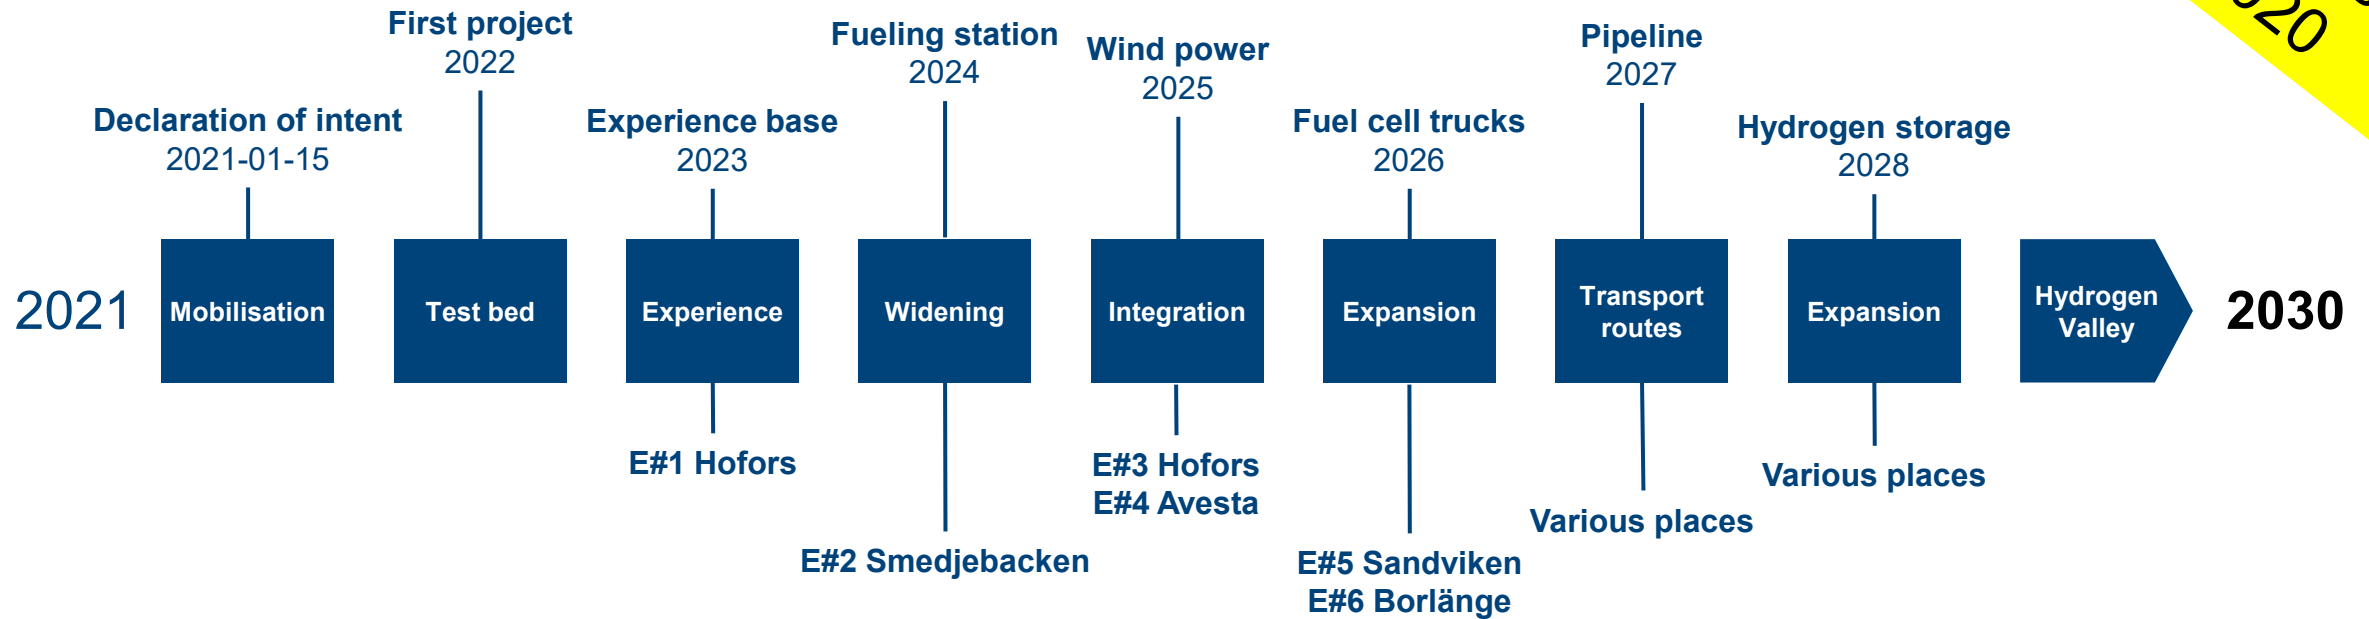 First project
2022
Fueling station
2024
Wind power
2025
Pipeline
2027
Declaration of intent
2021-01-15
Experience base
2023
Fuel cell trucks
2026
Hydrogen storage
2028
2021
Mobilisation
Test bed
Experience
Widening
Integration
Expansion
Transport
routes
Expansion
Hydrogen
Valley
2030
E#1 Hofors
E#2 Smedjebacken
E#3 Hofors
E#4 Avesta
E#5 Sandviken
E#6 Borlänge
Various places
Various places